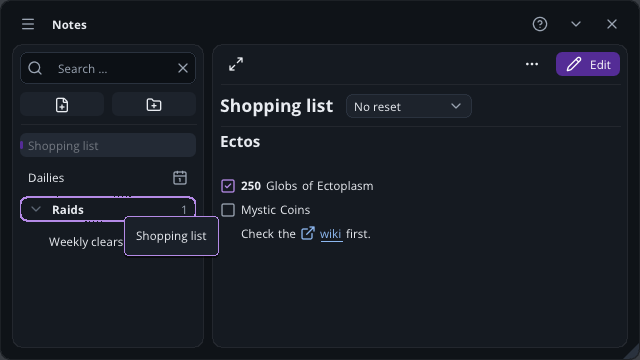 Notes
Search ...
Shopping list
Dailies
Raids 1
Weekly clears
Shopping list
Edit
Shopping list No reset
Ectos
250 Globs of Ectoplasm
Mystic Coins
Check the wiki first.